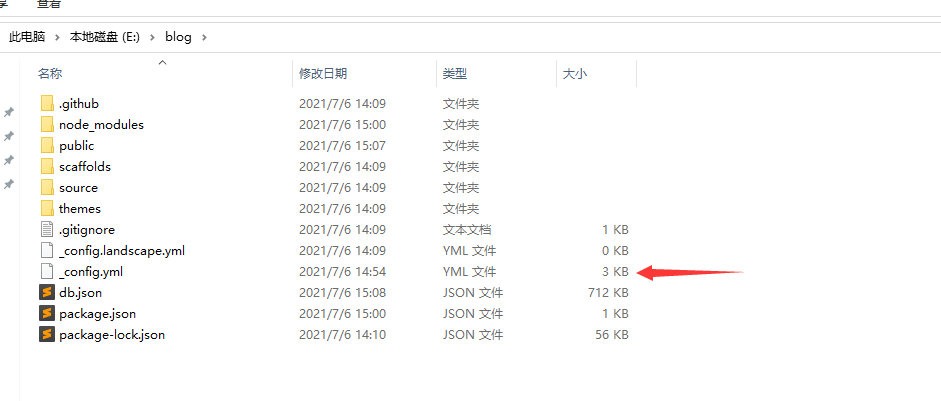 查看
此电脑 > 本地磁盘 (E:) > blog >
名称 修改日期 类型 大小
.github 2021/7/6 14:09 文件夹
node_modules 2021/7/6 15:00 文件夹
public 2021/7/6 15:07 文件夹
scaffolds 2021/7/6 14:09 文件夹
source 2021/7/6 14:09 文件夹
themes 2021/7/6 14:09 文件夹
.gitignore 2021/7/6 14:09 文本文档 1 KB
_config.landscape.yml 2021/7/6 14:09 YML 文件 0 KB
_config.yml 2021/7/6 14:54 YML 文件 3 KB
db.json 2021/7/6 15:08 JSON 文件 712 KB
package.json 2021/7/6 15:00 JSON 文件 1 KB
package-lock.json 2021/7/6 14:10 JSON 文件 56 KB